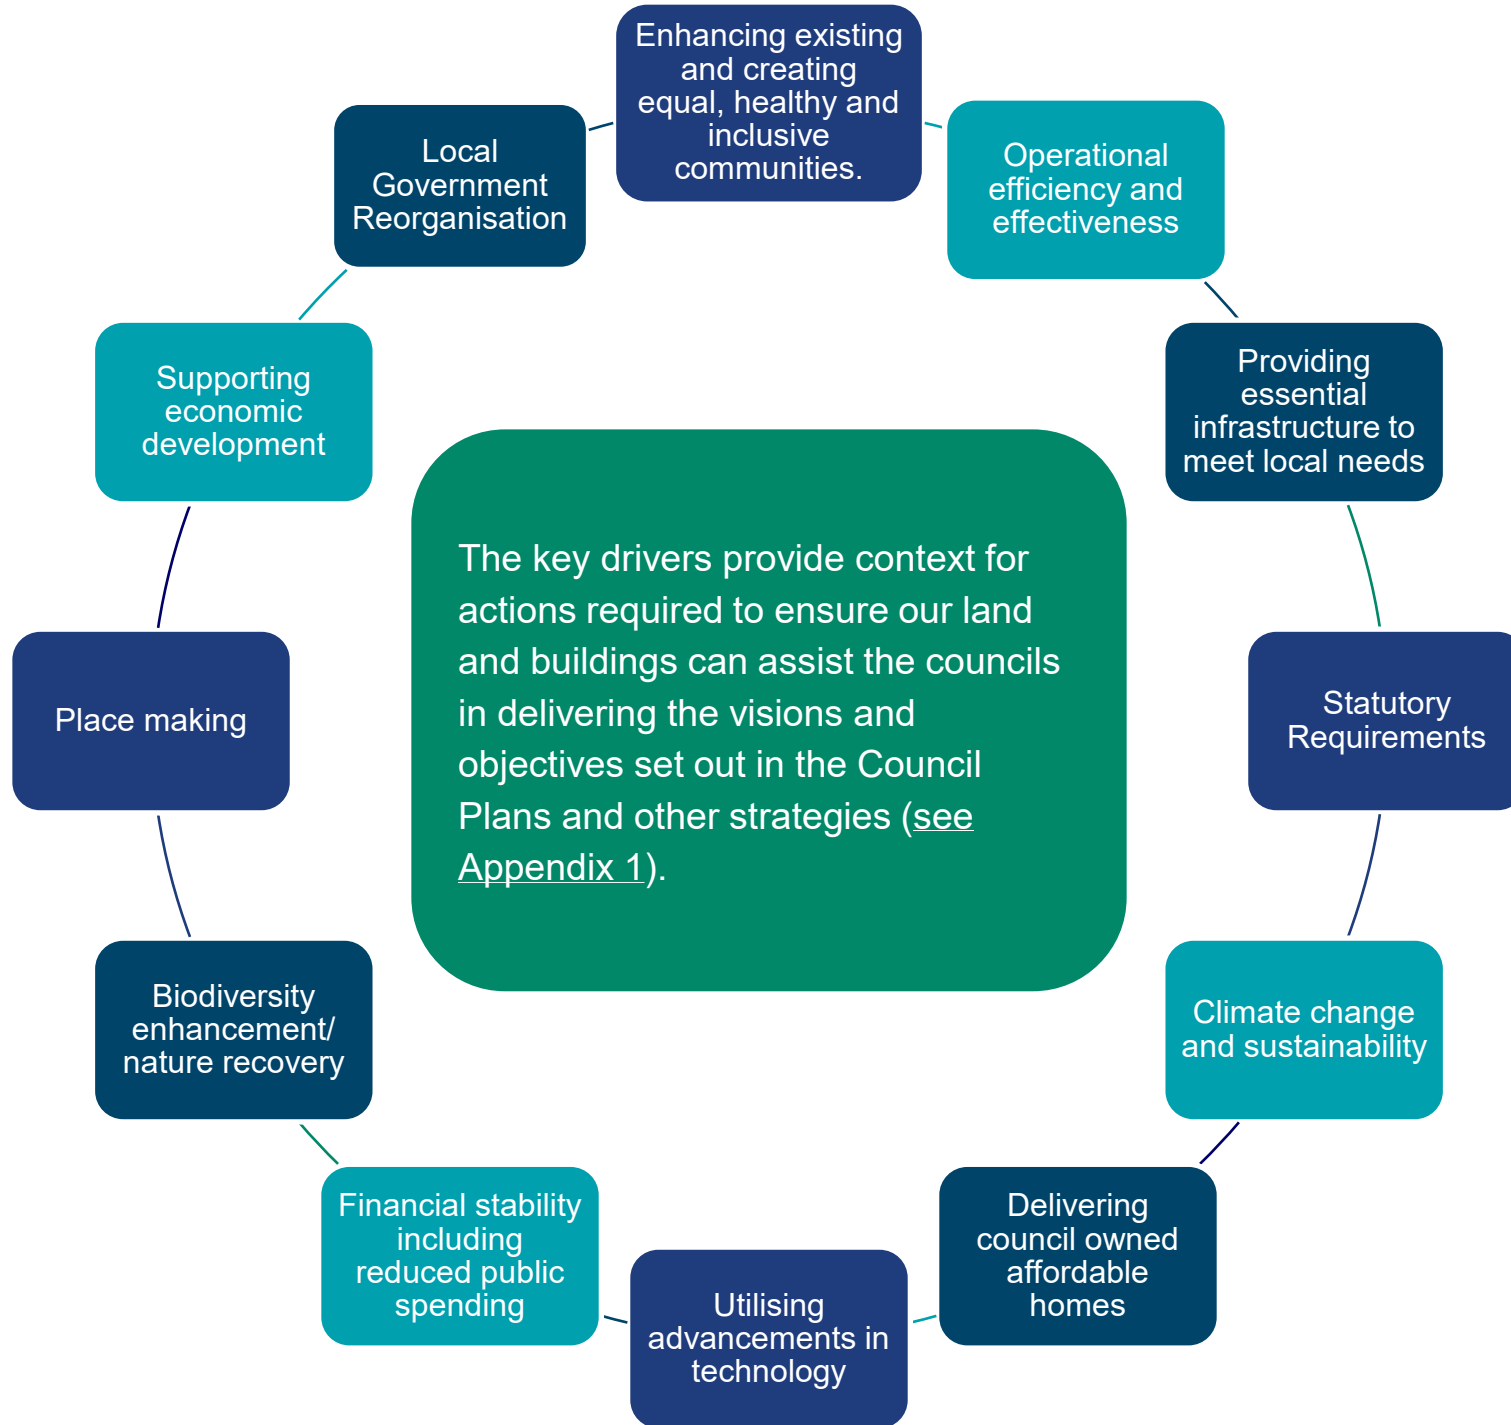 Enhancing existing
and creating
equal, healthy and
inclusive
communities.
Operational
efficiency and
effectiveness
Providing
essential
infrastructure to
meet local needs
Statutory
Requirements
Climate change
and sustainability
Delivering
council owned
affordable
homes
Utilising
advancements in
technology
Financial stability
including
reduced public
spending
Biodiversity
enhancement/
nature recovery
Place making
Supporting
economic
development
Local
Government
Reorganisation
The key drivers provide context for
actions required to ensure our land
and buildings can assist the councils
in delivering the visions and
objectives set out in the Council
Plans and other strategies (see
Appendix 1).